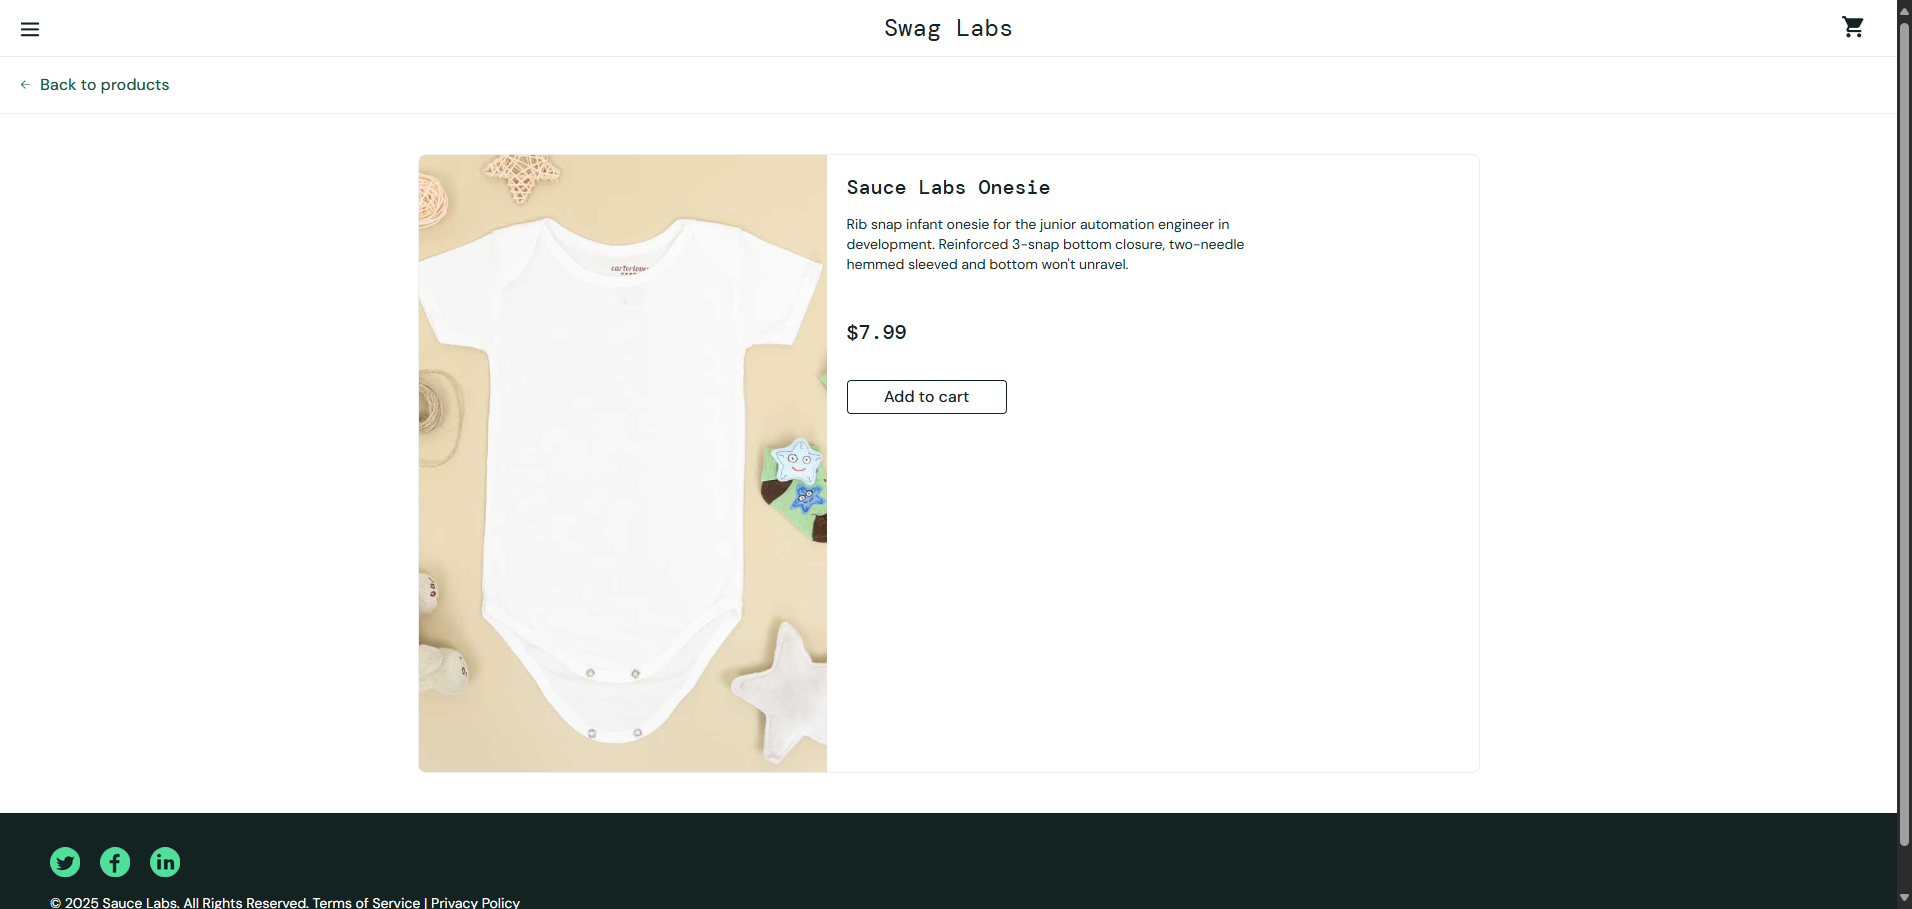 Swag Labs
Back to products
Sauce Labs Onesie
Rib snap infant onesie for the junior automation engineer in
development. Reinforced 3-snap bottom closure, two-needle
hemmed sleeved and bottom won't unravel.
$7.99
Add to cart
© 2025 Sauce Labs. All Rights Reserved. Terms of Service | Privacy Policy